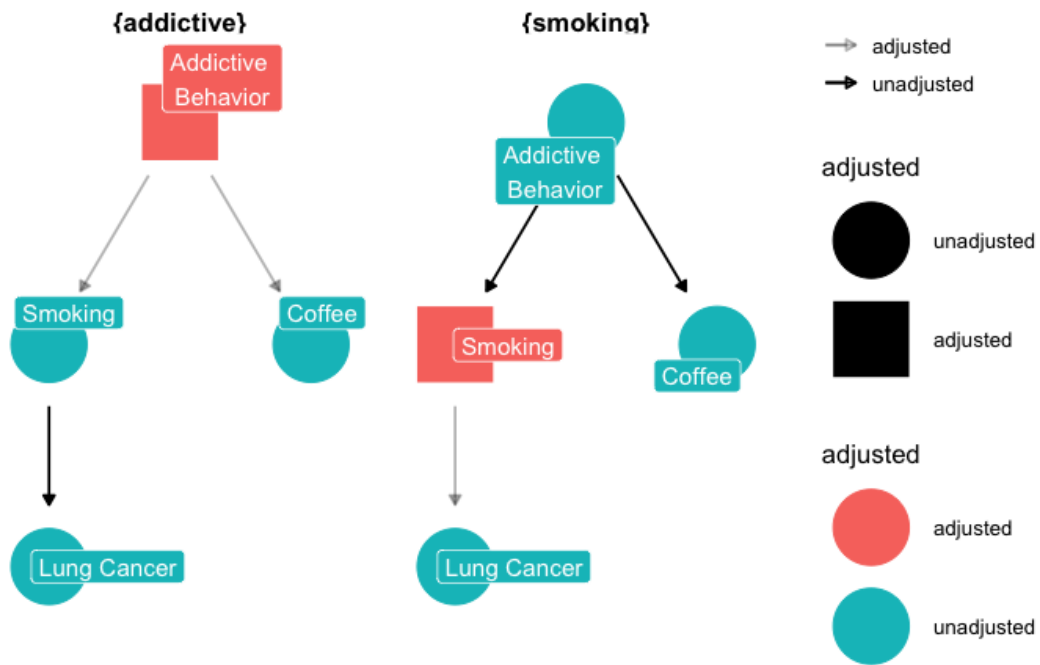 {addictive}
Addictive
Behavior
Smoking
Coffee
Lung Cancer
{smoking}
Addictive
Behavior
Smoking
Coffee
Lung Cancer
adjusted
unadjusted
adjusted
unadjusted
adjusted
adjusted
adjusted
unadjusted